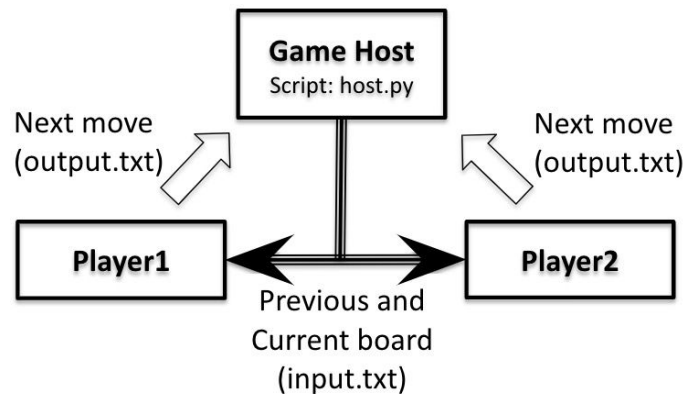 Game Host
Script: host.py
Next move
(output.txt)
Next move
(output.txt)
Player1
Player2
Previous and
Current board
(input.txt)